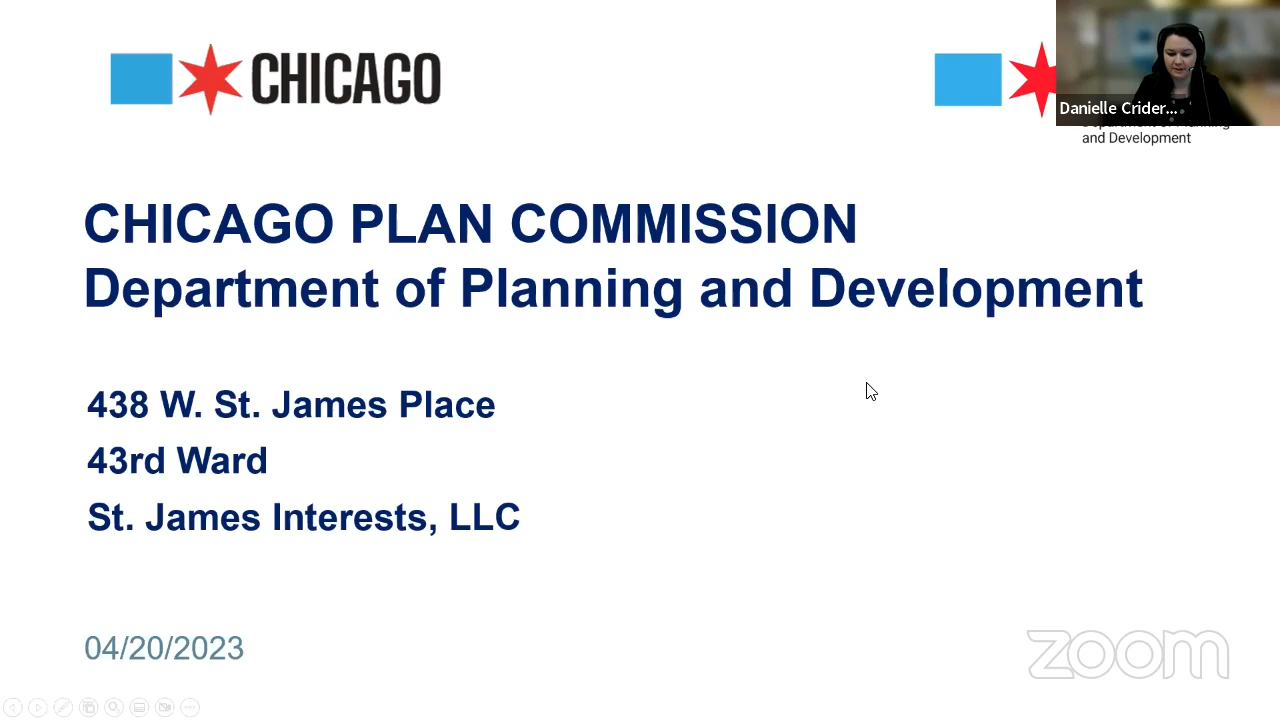 CHICAGO
Danielle Crider...
and Development
CHICAGO PLAN COMMISSION
Department of Planning and Development
438 W. St. James Place
43rd Ward
St. James Interests, LLC
04/20/2023
zoom